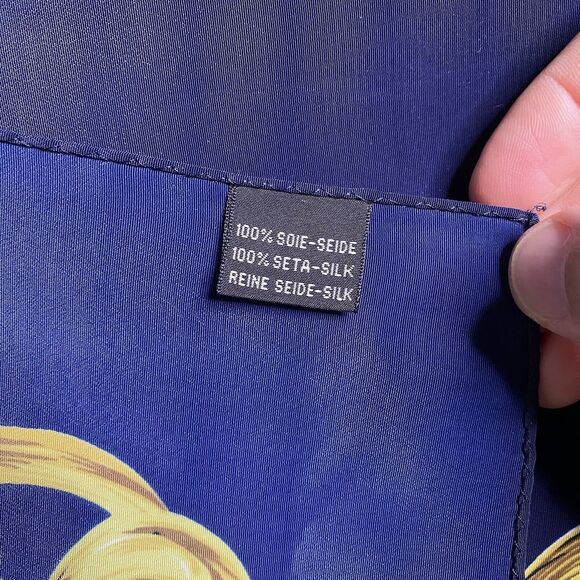 100% SOIE-SEIDE
100% SETA-SILK
REINE SEIDE-SILK